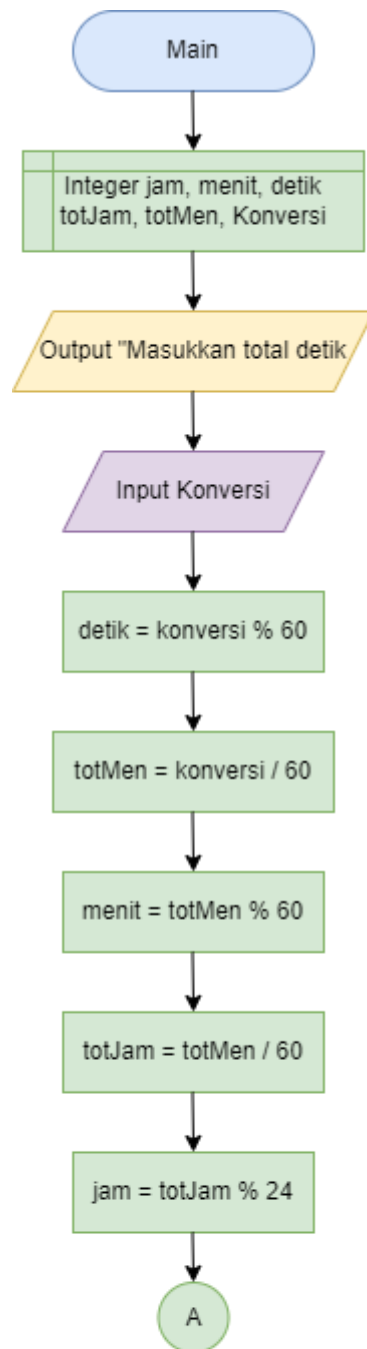 Main
Integer jam, menit, detik
totJam, totMen, Konversi
Output "Masukkan total detik
Input Konversi
detik = konversi % 60
totMen = konversi / 60
menit = totMen % 60
totJam = totMen / 60
jam = totJam % 24
A